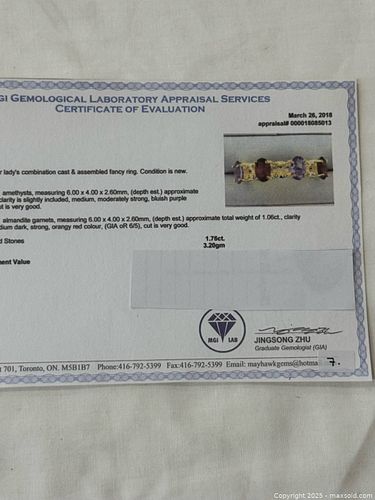 GI GEMOLOGICAL LABORATORY APPRAISAL SERVICES
CERTIFICATE OF EVALUATION
March 26, 2018
appraisal# 000018085013
r lady's combination cast & assembled fancy ring. Condition is new.
amethysts, measuring 6.00 x 4.00 x 2.60mm, (depth est.) approximate
clarity is slightly included, medium, moderately strong, bluish purple
ut is very good.
almandite garnets, measuring 6.00 x 4.00 x 2.60mm, (depth est.) approximate total weight of 1.06ct., clarity
dium dark, strong, orangy red colour, (GIA oR 6/5), cut is very good.
d Stones 1.76ct.
3.20gm
ment Value
MGI LAB
JINGSONG ZHU
Graduate Gemologist (GIA)
t 701, Toronto, ON. M5B1B7 Phone:416-792-5399 Fax:416-792-5399 Email: mayhawkgems@hotma
7.
Copyright © 2025 - maxsold.com